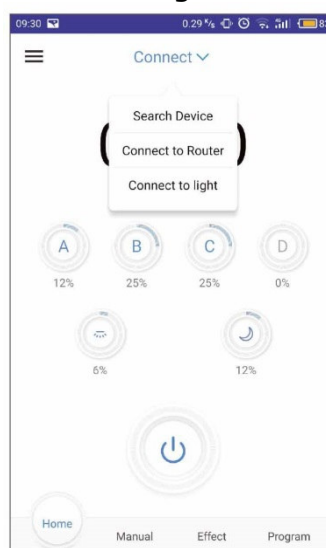 09:30 0.29 K/s 83
Connect
Search Device
Connect to Router
Connect to light
A B C D
12% 25% 25% 0%
6% 12%
Home Manual Effect Program